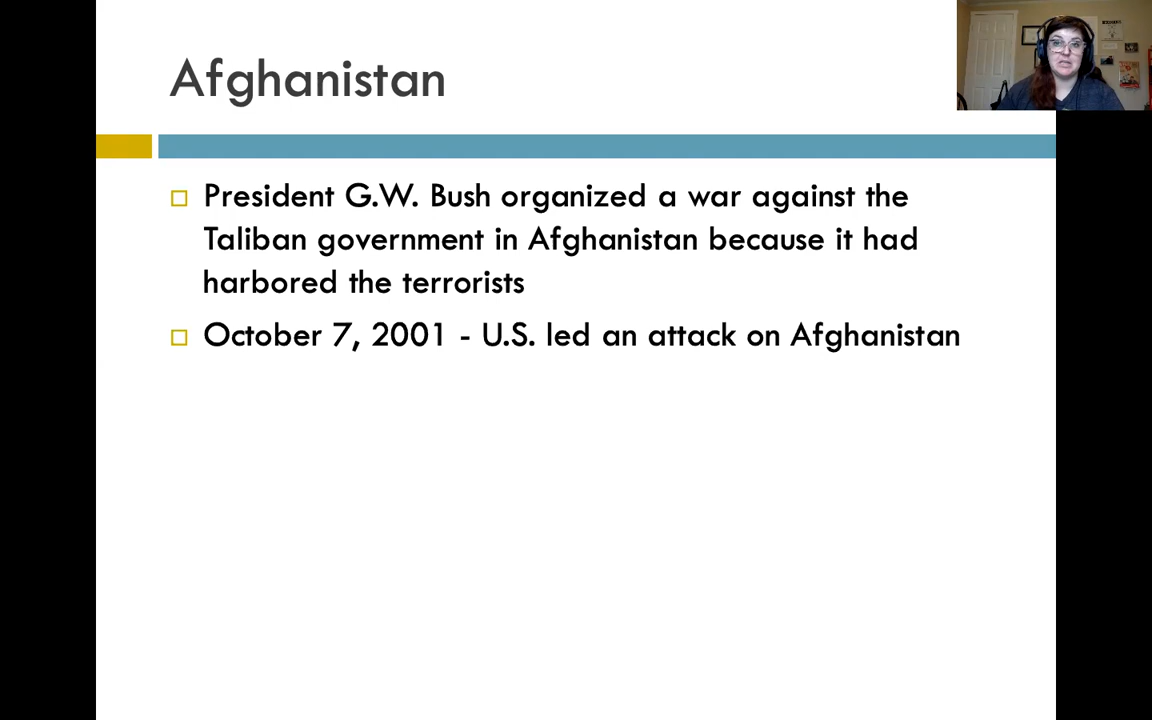 Afghanistan
President G.W. Bush organized a war against the
Taliban government in Afghanistan because it had
harbored the terrorists
October 7, 2001 - U.S. led an attack on Afghanistan